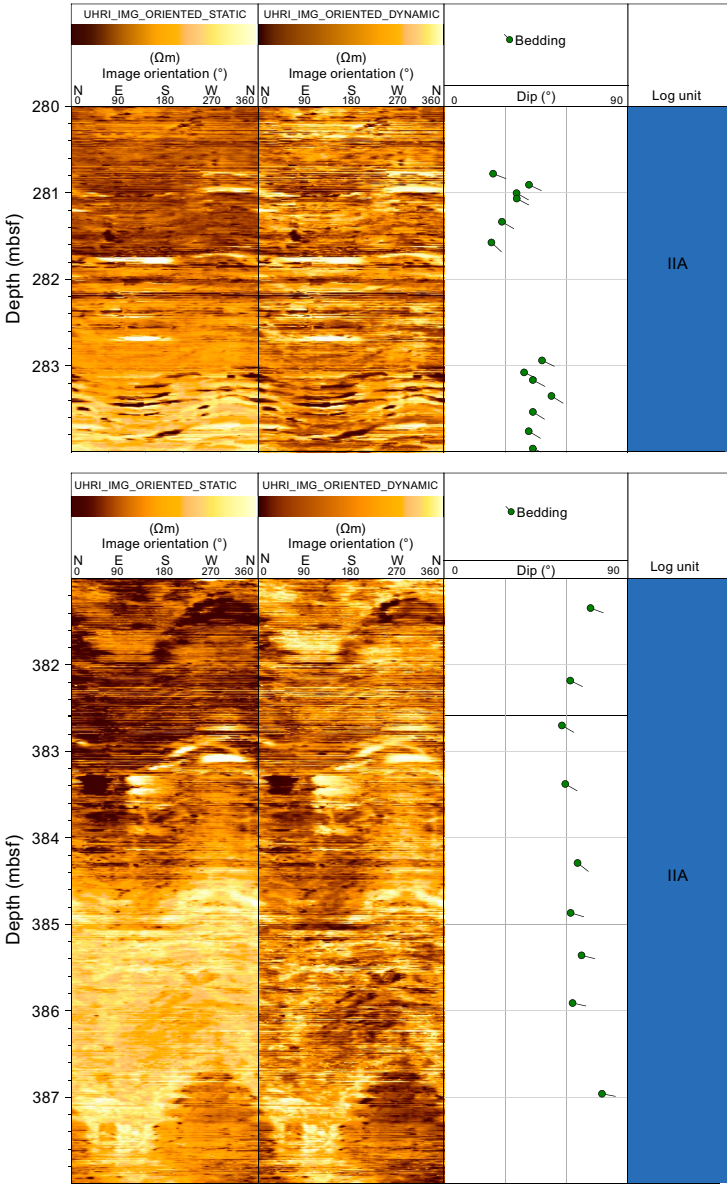 UHRI_IMG_ORIENTED_STATIC UHRI_IMG_ORIENTED_DYNAMIC
Bedding
(Ωm) (Ωm)
Image orientation (°) Image orientation (°)
N E S W N N E S W N
0 90 180 270 360 0 90 180 270 360
0 Dip (°) 90 Log unit
280
281
282
283
Depth (mbsf)
IIA
UHRI_IMG_ORIENTED_STATIC UHRI_IMG_ORIENTED_DYNAMIC
Bedding
(Ωm) (Ωm)
Image orientation (°) Image orientation (°)
N E S W N N E S W N
0 90 180 270 360 0 90 180 270 360
0 Dip (°) 90 Log unit
382
383
384
385
386
387
Depth (mbsf)
IIA